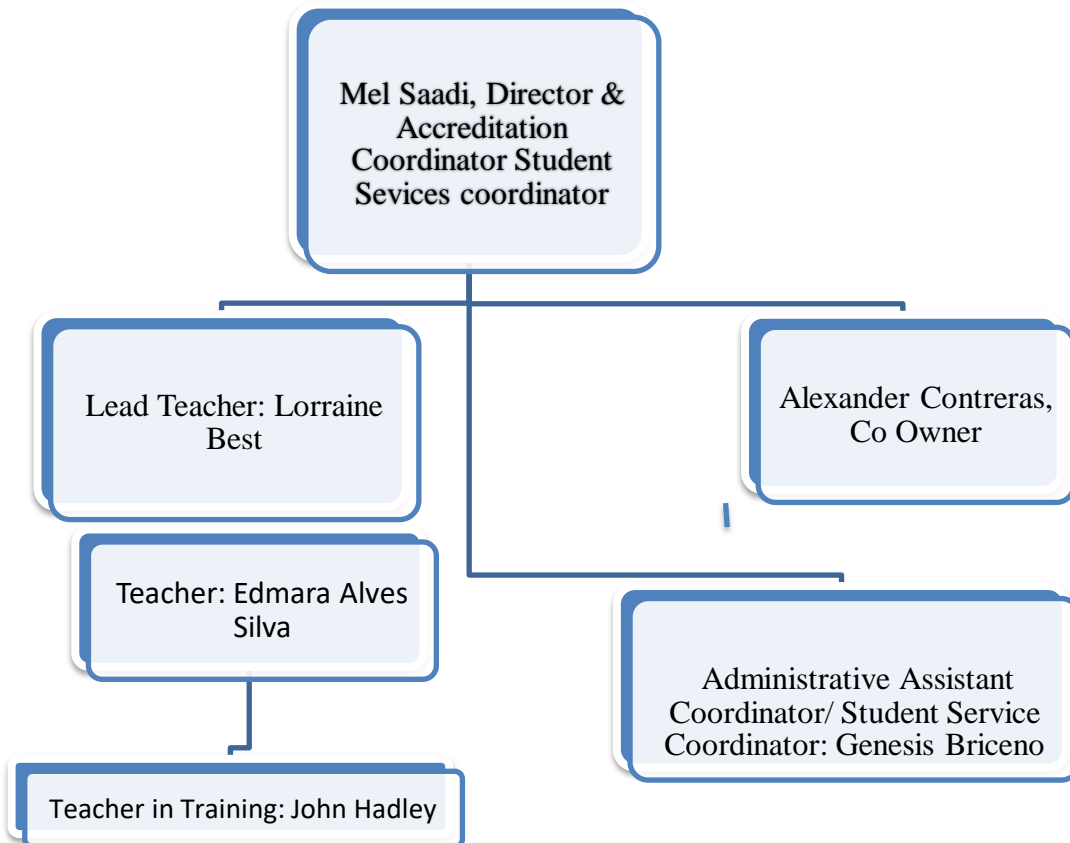 Mel Saadi, Director &
Accreditation
Coordinator Student
Sevices coordinator
Lead Teacher: Lorraine
Best
Alexander Contreras,
Co Owner
Teacher: Edmara Alves
Silva
Administrative Assistant
Coordinator/ Student Service
Coordinator: Genesis Briceno
Teacher in Training: John Hadley